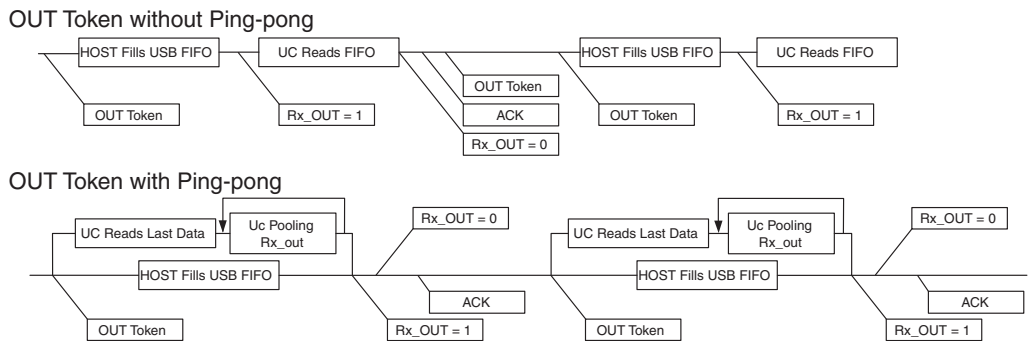 OUT Token without Ping-pong
HOST Fills USB FIFO
UC Reads FIFO
HOST Fills USB FIFO
UC Reads FIFO
OUT Token
OUT Token
Rx_OUT = 1
ACK
OUT Token
Rx_OUT = 1
Rx_OUT = 0
OUT Token with Ping-pong
UC Reads Last Data
Uc Pooling
Rx_out
Rx_OUT = 0
UC Reads Last Data
Uc Pooling
Rx_out
Rx_OUT = 0
HOST Fills USB FIFO
HOST Fills USB FIFO
ACK
ACK
OUT Token
Rx_OUT = 1
OUT Token
Rx_OUT = 1